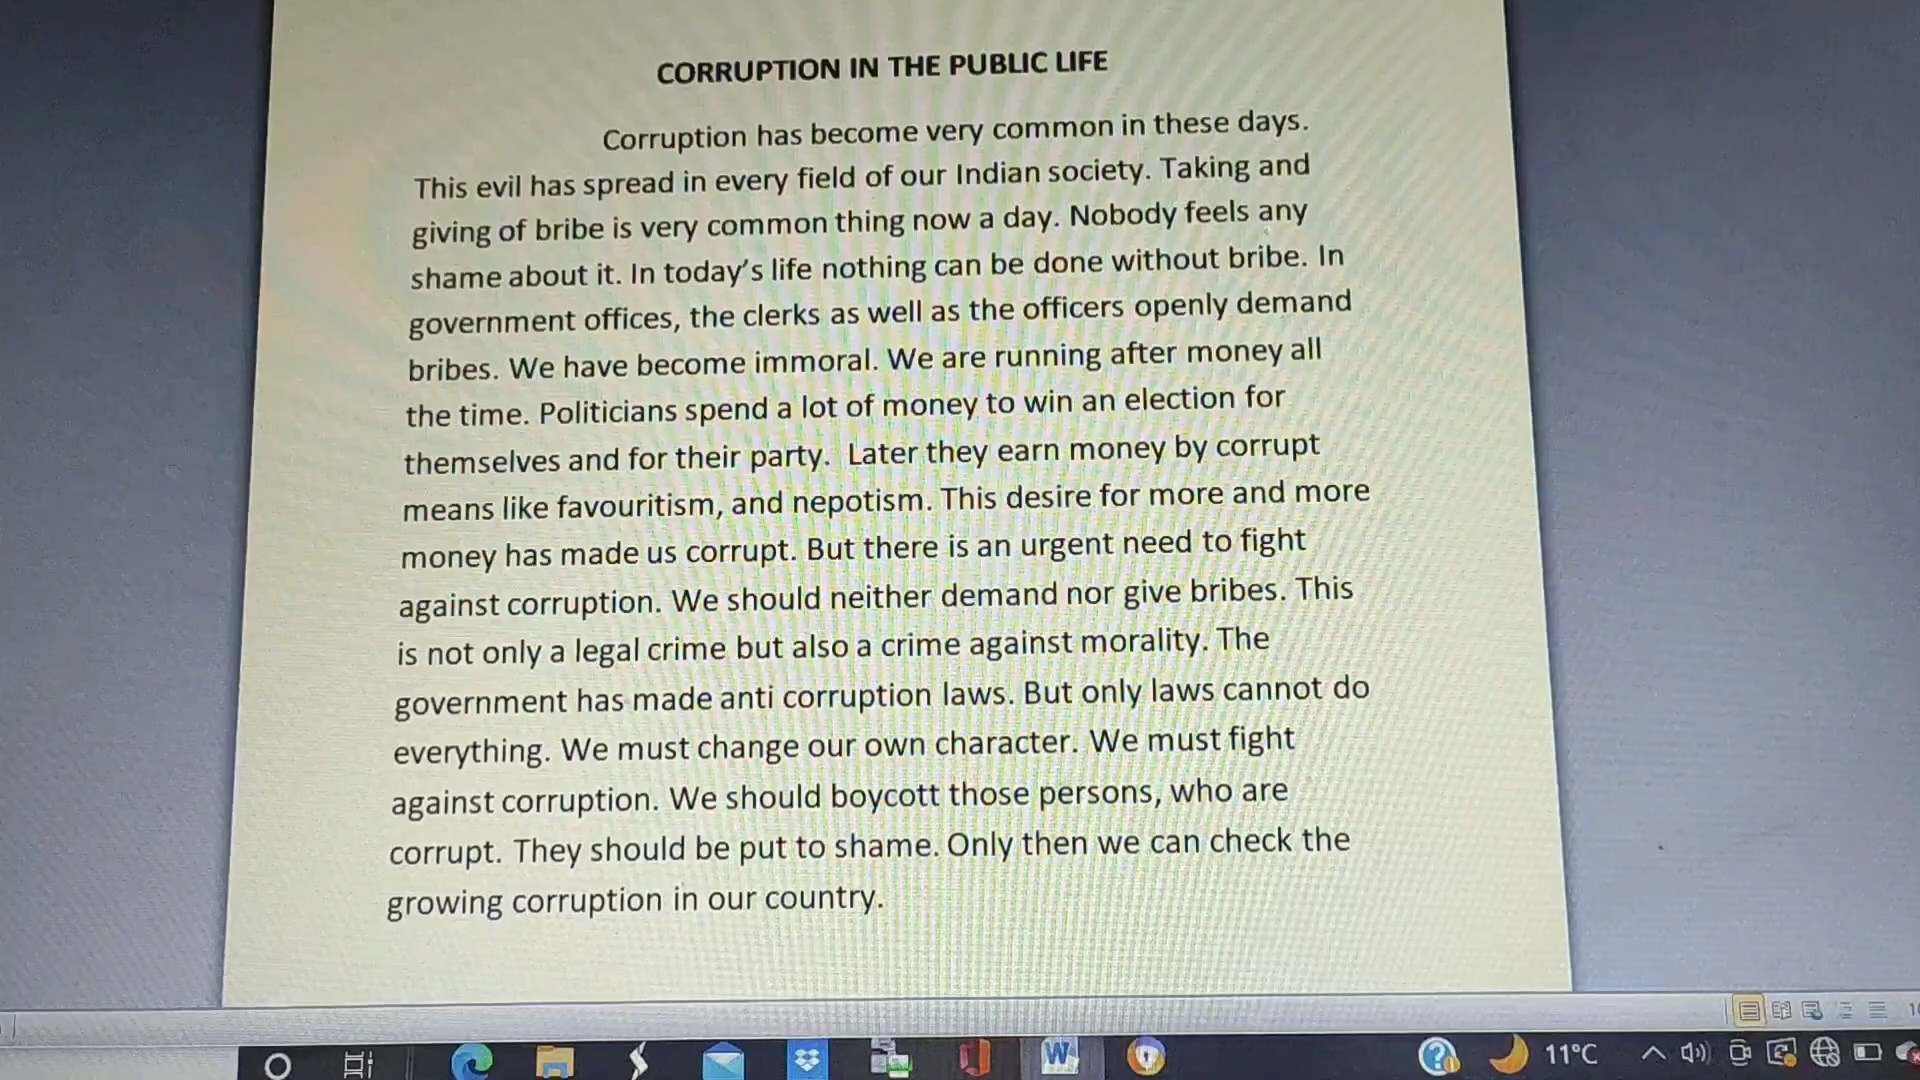 CORRUPTION IN THE PUBLIC LIFE
Corruption has become very common in these days.
This evil has spread in every field of our Indian society. Taking and
giving of bribe is very common thing now a day. Nobody feels any
shame about it. In today's life nothing can be done without bribe. In
government offices, the clerks as well as the officers openly demand
bribes. We have become immoral. We are running after money all
the time. Politicians spend a lot of money to win an election for
themselves and for their party.  Later they earn money by corrupt
means like favouritism, and nepotism. This desire for more and more
money has made us corrupt. But there is an urgent need to fight
against corruption. We should neither demand nor give bribes. This
is not only a legal crime but also a crime against morality. The
government has made anti corruption laws. But only laws cannot do
everything. We must change our own character. We must fight
against corruption. We should boycott those persons, who are
corrupt. They should be put to shame. Only then we can check the
growing corruption in our country.
11°C